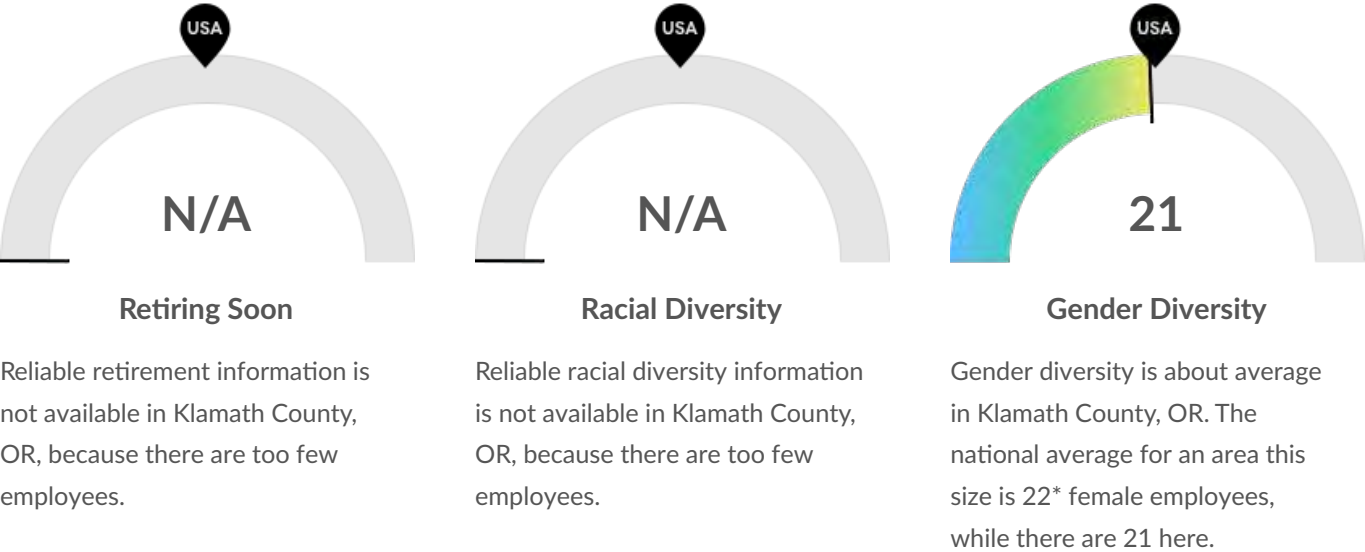 USA
N/A
Retiring Soon
Reliable retirement information is
not available in Klamath County,
OR, because there are too few
employees.
USA
N/A
Racial Diversity
Reliable racial diversity information
is not available in Klamath County,
OR, because there are too few
employees.
USA
21
Gender Diversity
Gender diversity is about average
in Klamath County, OR. The
national average for an area this
size is 22* female employees,
while there are 21 here.